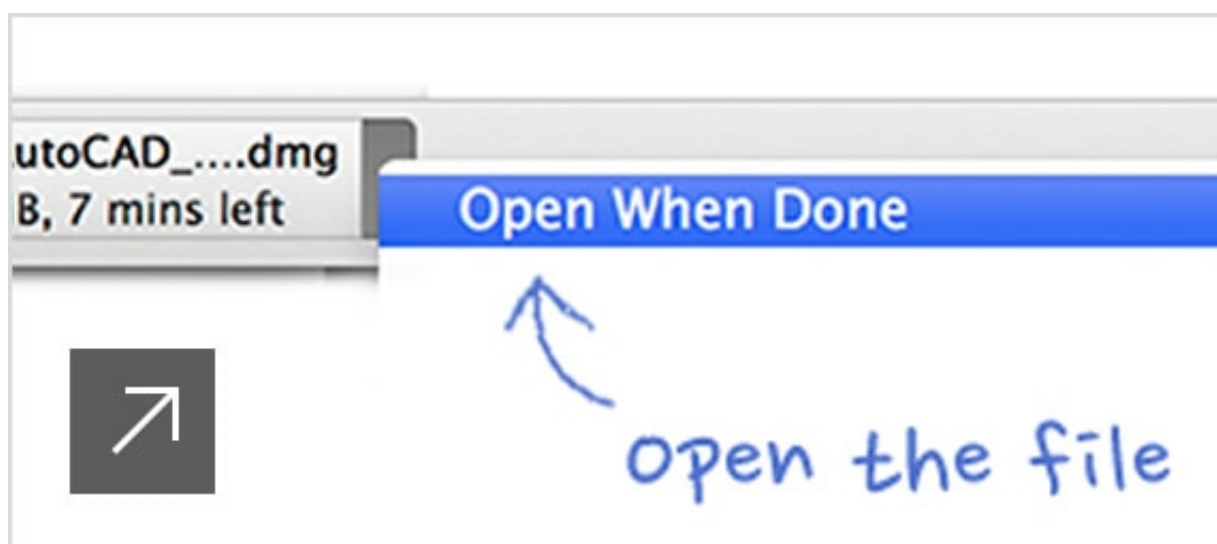 utoCAD_....dmg
B, 7 mins left
Open When Done
open the file